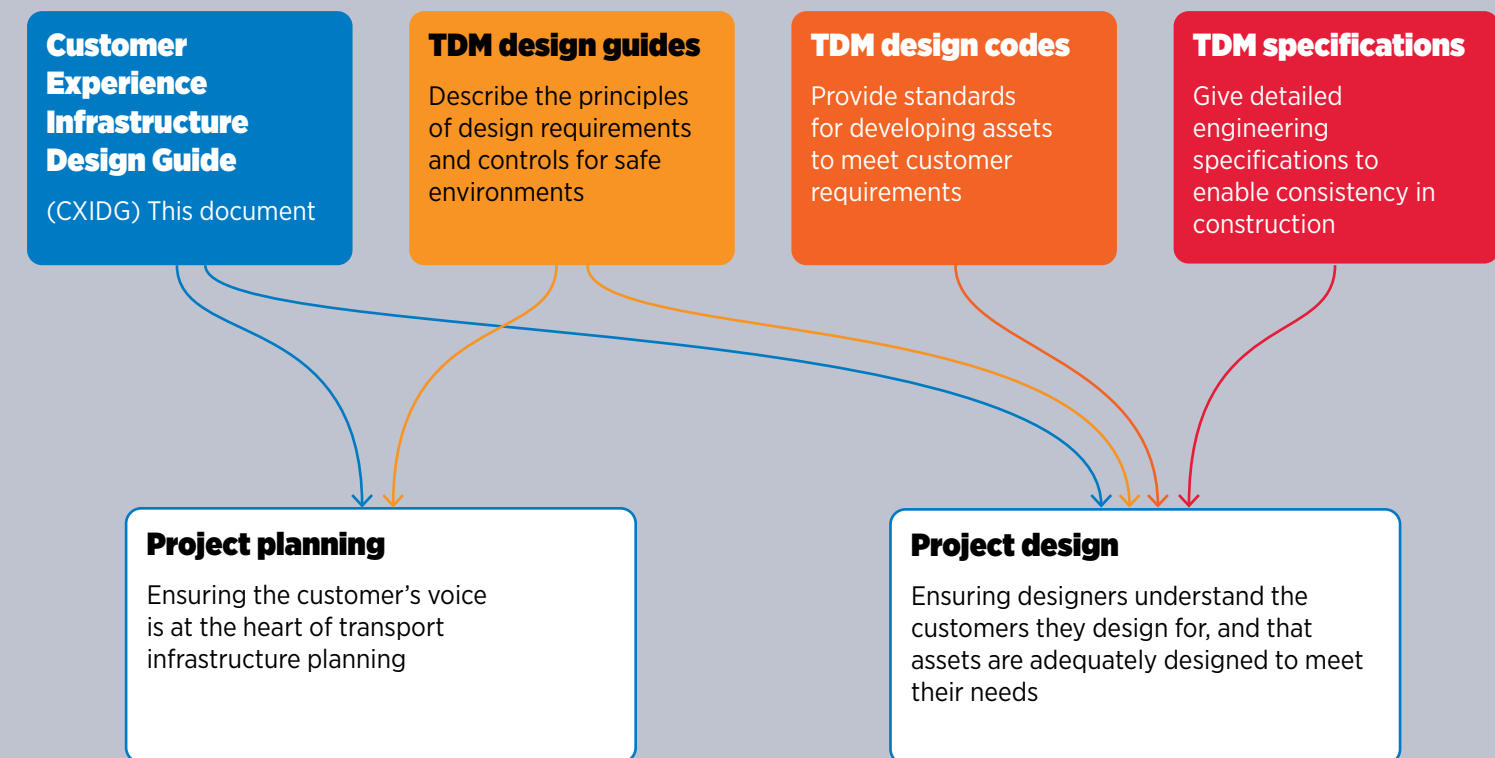 Customer
Experience
Infrastructure
Design Guide
(CXIDG) This document
TDM design guides
Describe the principles
of design requirements
and controls for safe
environments
TDM design codes
Provide standards
for developing assets
to meet customer
requirements
TDM specifications
Give detailed
engineering
specifications to
enable consistency in
construction
Project planning
Ensuring the customer’s voice
is at the heart of transport
infrastructure planning
Project design
Ensuring designers understand the
customers they design for, and that
assets are adequately designed to meet
their needs